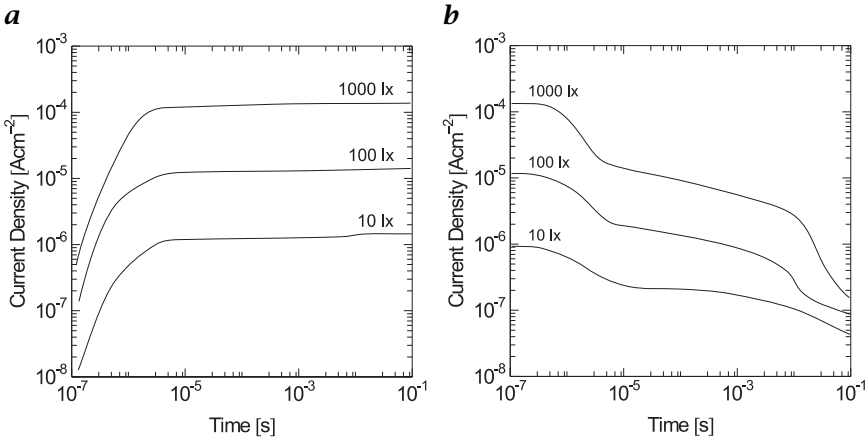 a
10⁻³
10⁻⁴
10⁻⁵
10⁻⁶
10⁻⁷
10⁻⁸
Current Density [Acm⁻²]
1000 lx
100 lx
10 lx
10⁻⁷
10⁻⁵
10⁻³
10⁻¹
Time [s]
b
10⁻³
10⁻⁴
10⁻⁵
10⁻⁶
10⁻⁷
10⁻⁸
Current Density [Acm⁻²]
1000 lx
100 lx
10 lx
10⁻⁷
10⁻⁵
10⁻³
10⁻¹
Time [s]